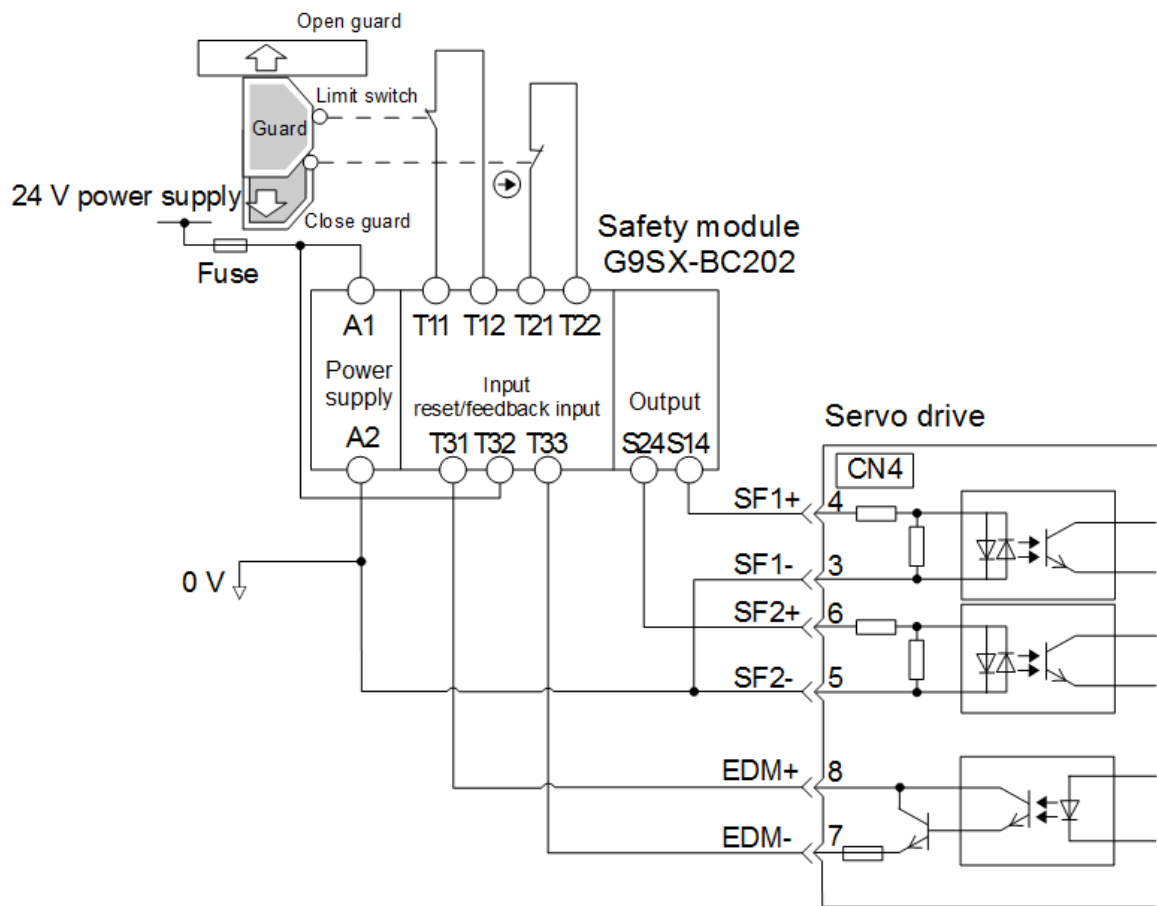 Open guard
Limit switch
Guard
24 V power supply
Close guard
Safety module
G9SX-BC202
Fuse
A1
T11
T12
T21
T22
Power
supply
Input
reset/feedback input
Output
A2
T31
T32
T33
S24
S14
Servo drive
CN4
SF1+
4
SF1-
3
0 V
SF2+
6
SF2-
5
EDM+
8
EDM-
7